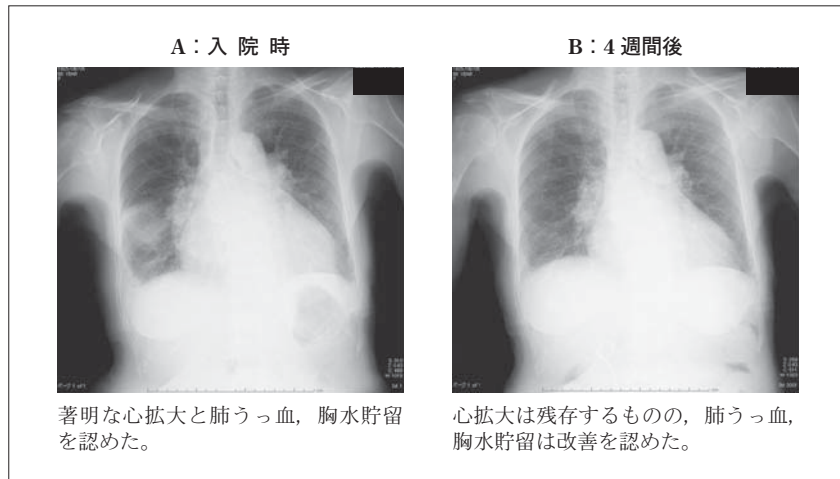 A：入 院 時
B：4 週間後
著明な心拡大と肺うっ血，胸水貯留
を認めた。
心拡大は残存するものの，肺うっ血，
胸水貯留は改善を認めた。